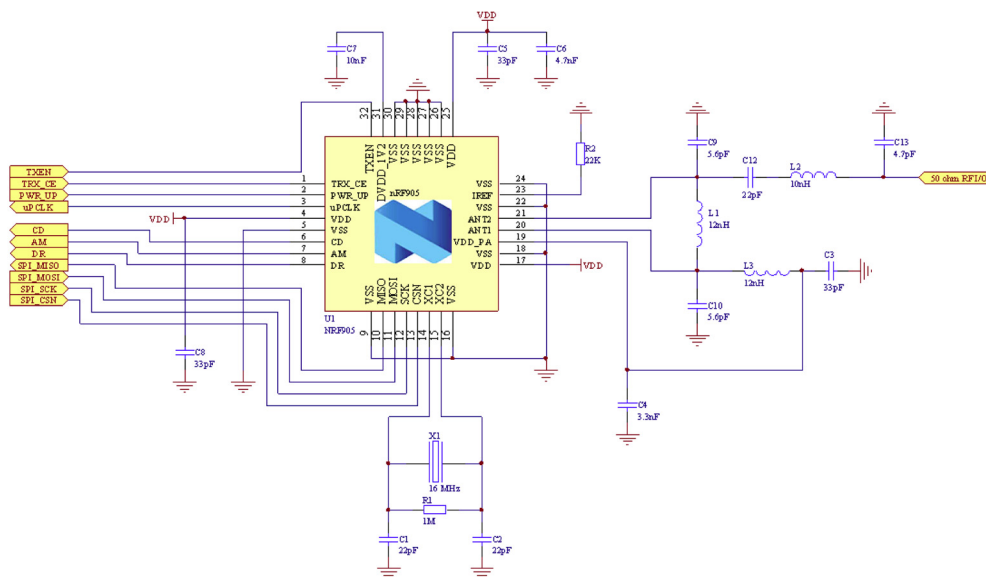 VDD
C7
10nF
C5
33pF
C6
4.7nF
32
31
30
29
28
27
26
25
TXEN
DVDD_1V2
VSS
VSS
VSS
VSS
VSS
VDD
R2
22K
C9
5.6pF
C13
4.7pF
C12
22pF
L2
10nH
50 ohm RFI/O
TXEN
TRX_CE
PWR_UP
uPCLK
CD
AM
DR
SPI_MISO
SPI_MOSI
SPI_SCK
SPI_CSN
VDD
1 TRX_CE
2 PWR_UP
3 uPCLK
4 VDD
5 VSS
6 CD
7 AM
8 DR
nRF905
VSS 24
IREF 23
VSS 22
ANT2 21
ANT1 20
VDD_PA 19
VSS 18
VDD 17
VDD
L1
12nH
L3
12nH
C3
33pF
C10
5.6pF
VSS
MISO
MOSI
SCK
CSN
XC1
XC2
VSS
U1
NRF905
9
10
11
12
13
14
15
16
C8
33pF
C4
3.3nF
X1
16 MHz
R1
1M
C1
22pF
C2
22pF